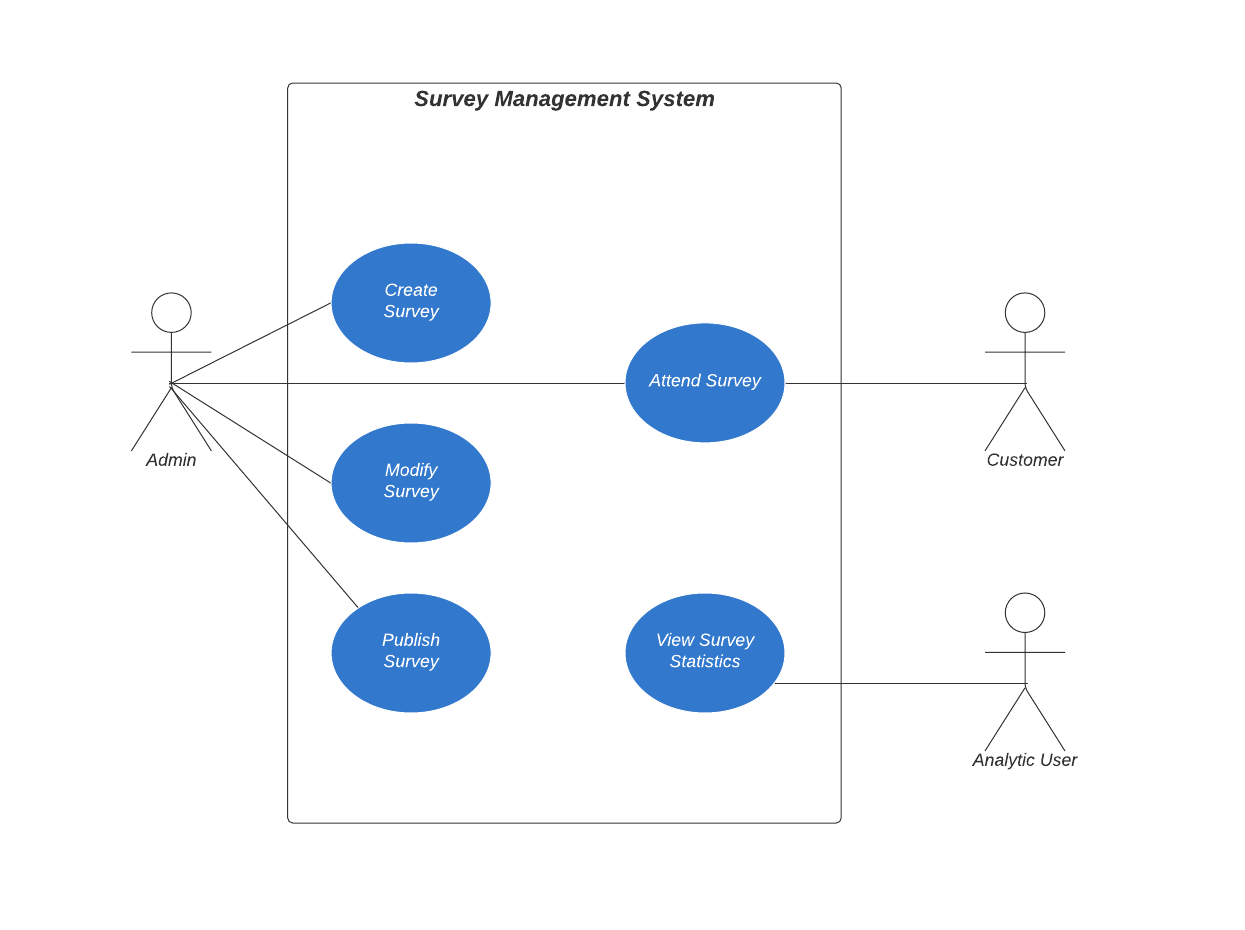 Survey Management System
Create
Survey
Attend Survey
Admin
Customer
Modify
Survey
Publish
Survey
View Survey
Statistics
Analytic User